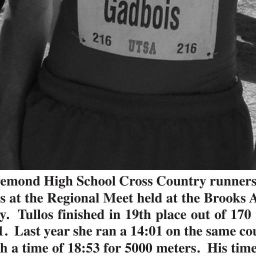 Gadbois
216 UTSA 216
emond High School Cross Country runners
s at the Regional Meet held at the Brooks A
y. Tullos finished in 19th place out of 170
1. Last year she ran a 14:01 on the same cou
h a time of 18:53 for 5000 meters. His time